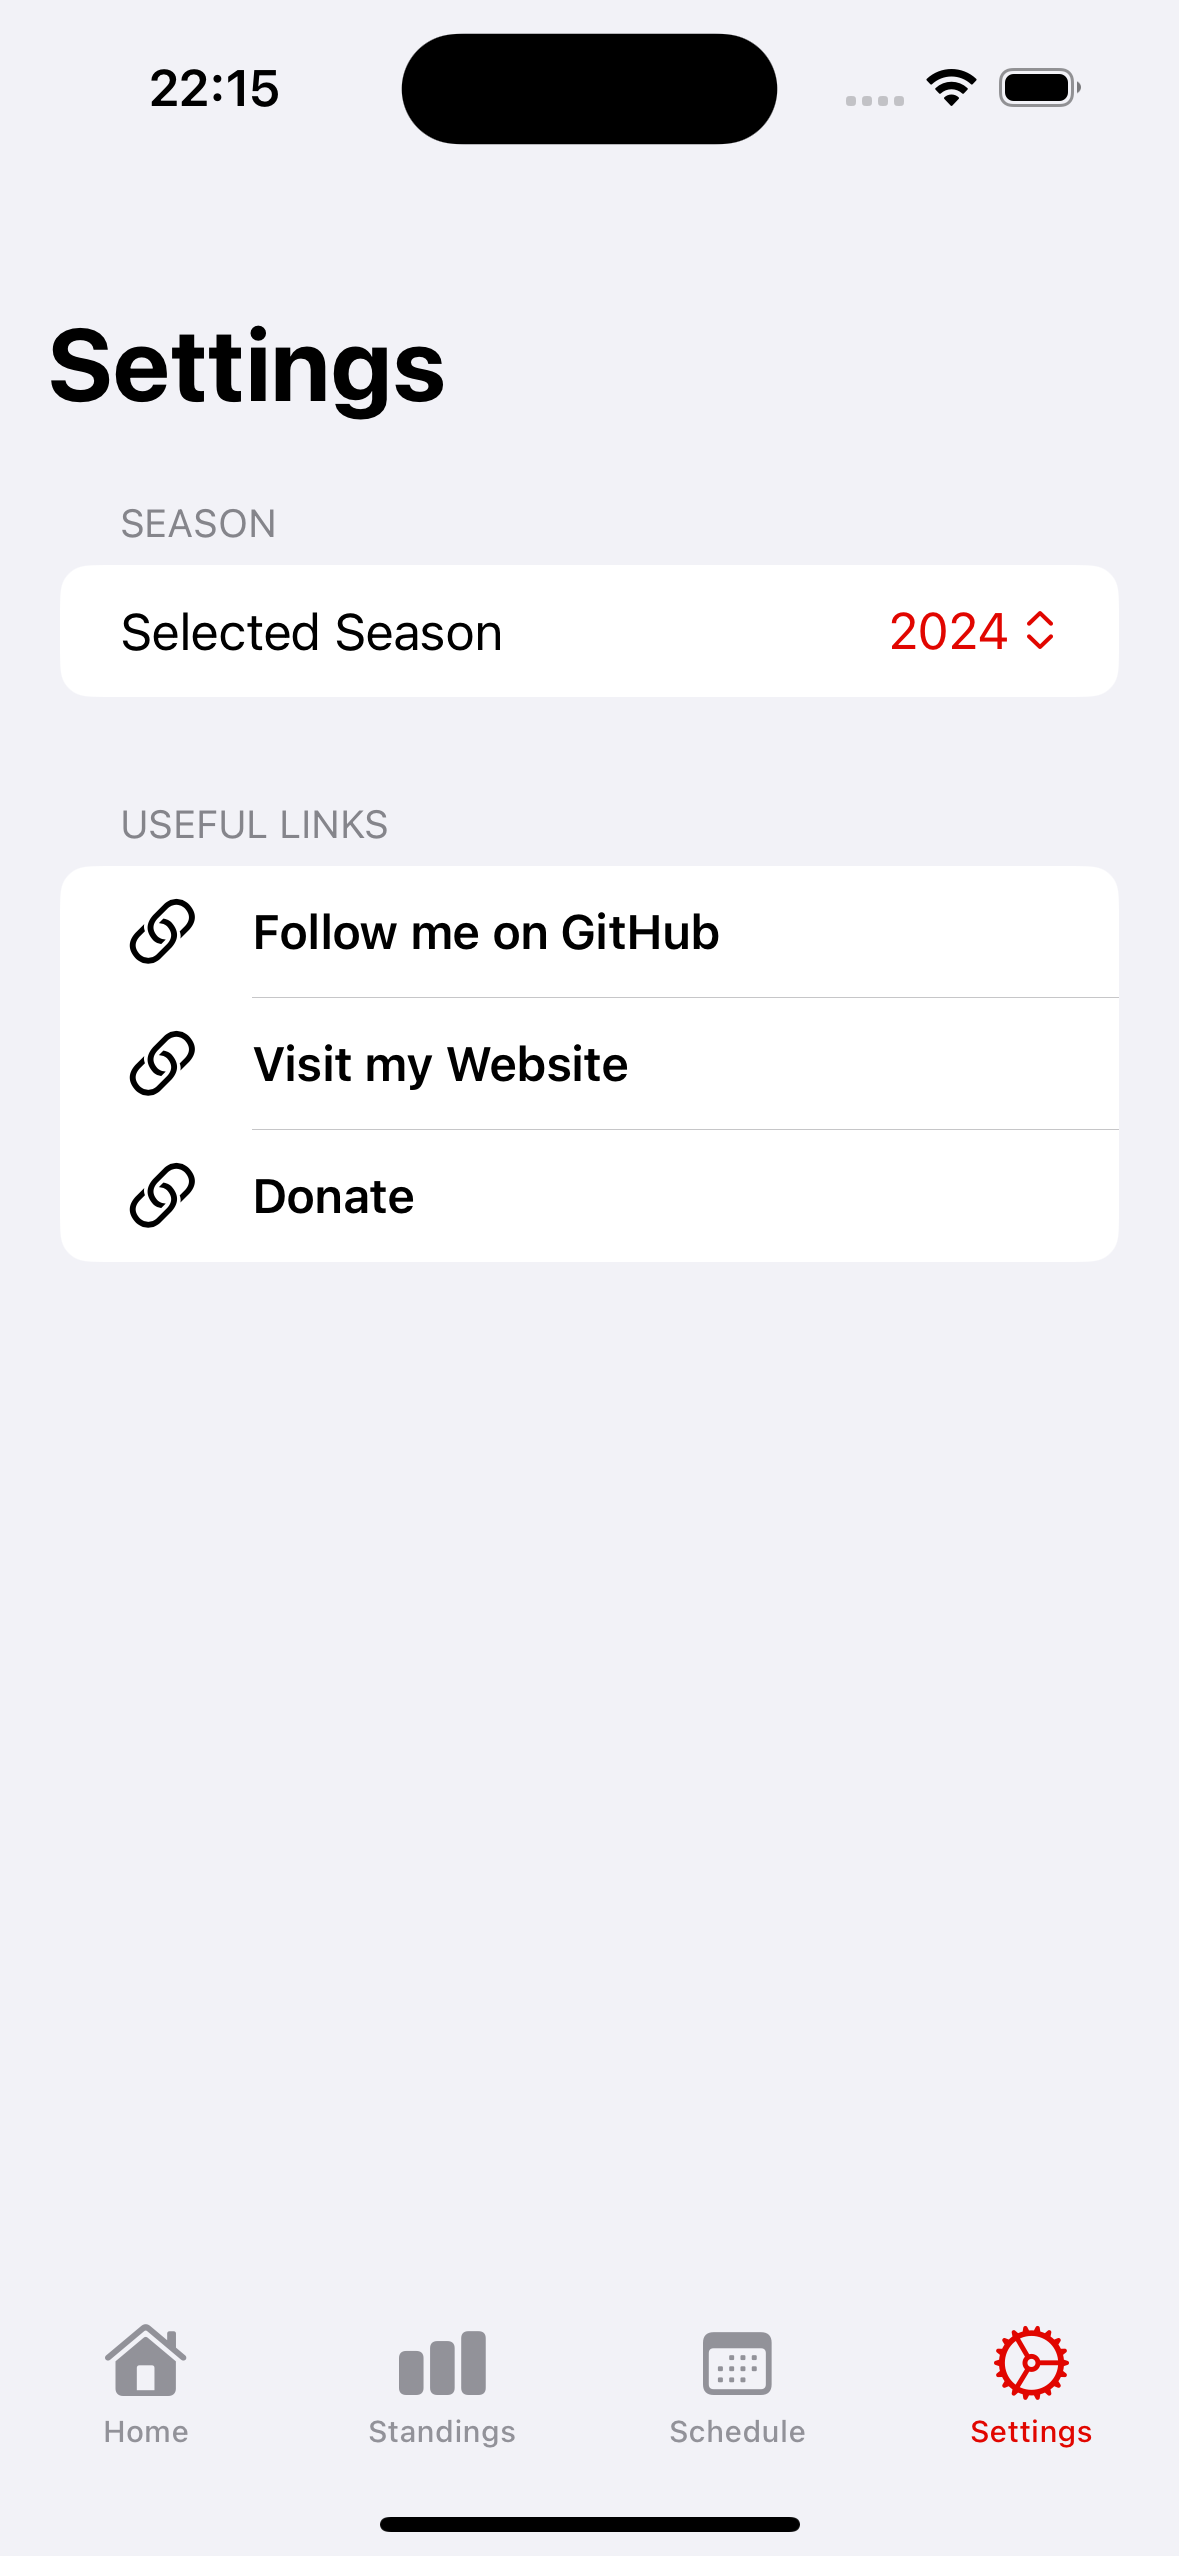 22:15
Settings
SEASON
Selected Season 2024
USEFUL LINKS
Follow me on GitHub
Visit my Website
Donate
Home Standings Schedule Settings